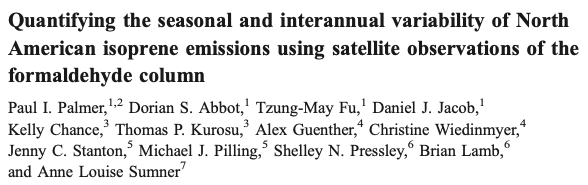 Quantifying the seasonal and interannual variability of North
American isoprene emissions using satellite observations of the
formaldehyde column
Paul I. Palmer,1,2 Dorian S. Abbot,1 Tzung-May Fu,1 Daniel J. Jacob,1
Kelly Chance,3 Thomas P. Kurosu,3 Alex Guenther,4 Christine Wiedinmyer,4
Jenny C. Stanton,5 Michael J. Pilling,5 Shelley N. Pressley,6 Brian Lamb,6
and Anne Louise Sumner7